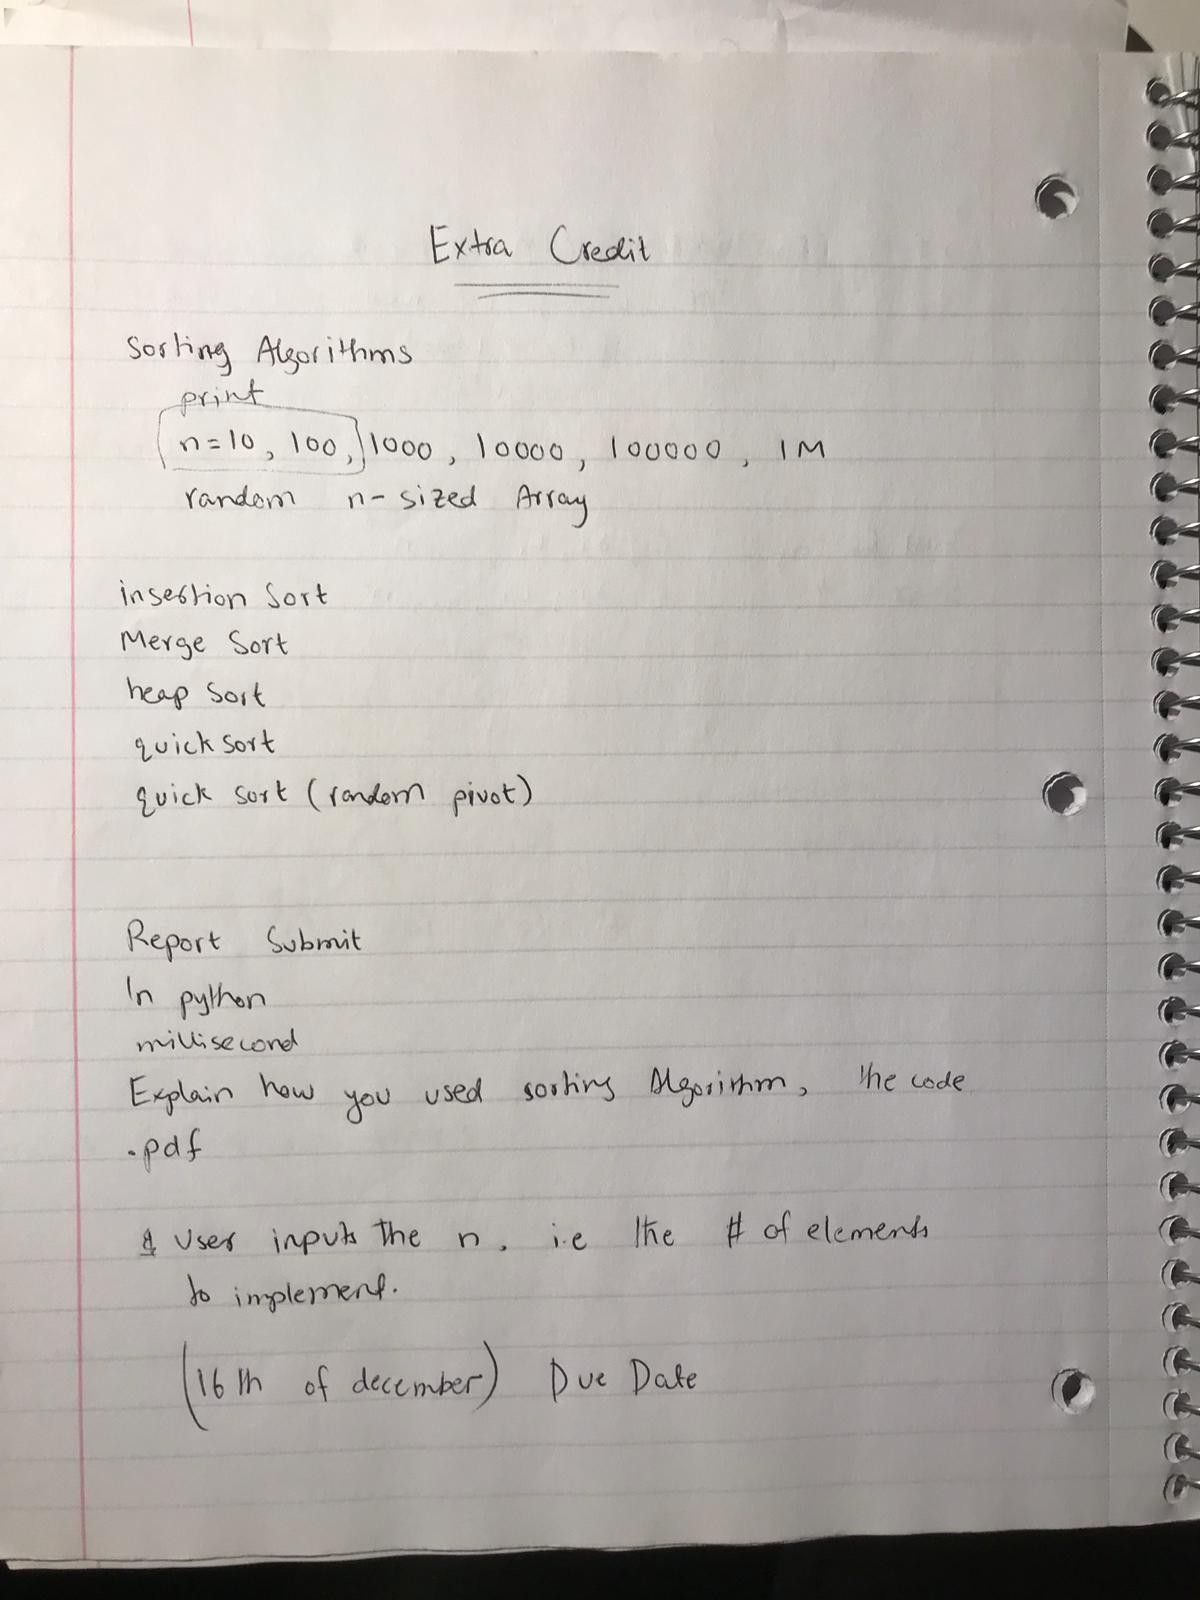 Extra Credit
Sorting Algorithms
print
n=10, 100, 1000, 10000, 100000, 1M
random n-sized Array
insertion Sort
Merge Sort
heap Sort
quick sort
quick sort (random pivot)
Report Submit
In python
millisecond
Explain how you used sorting Algorithm, the code
.pdf
User inputs the n, i.e the # of elements
to implement.
(16th of december) Due Date